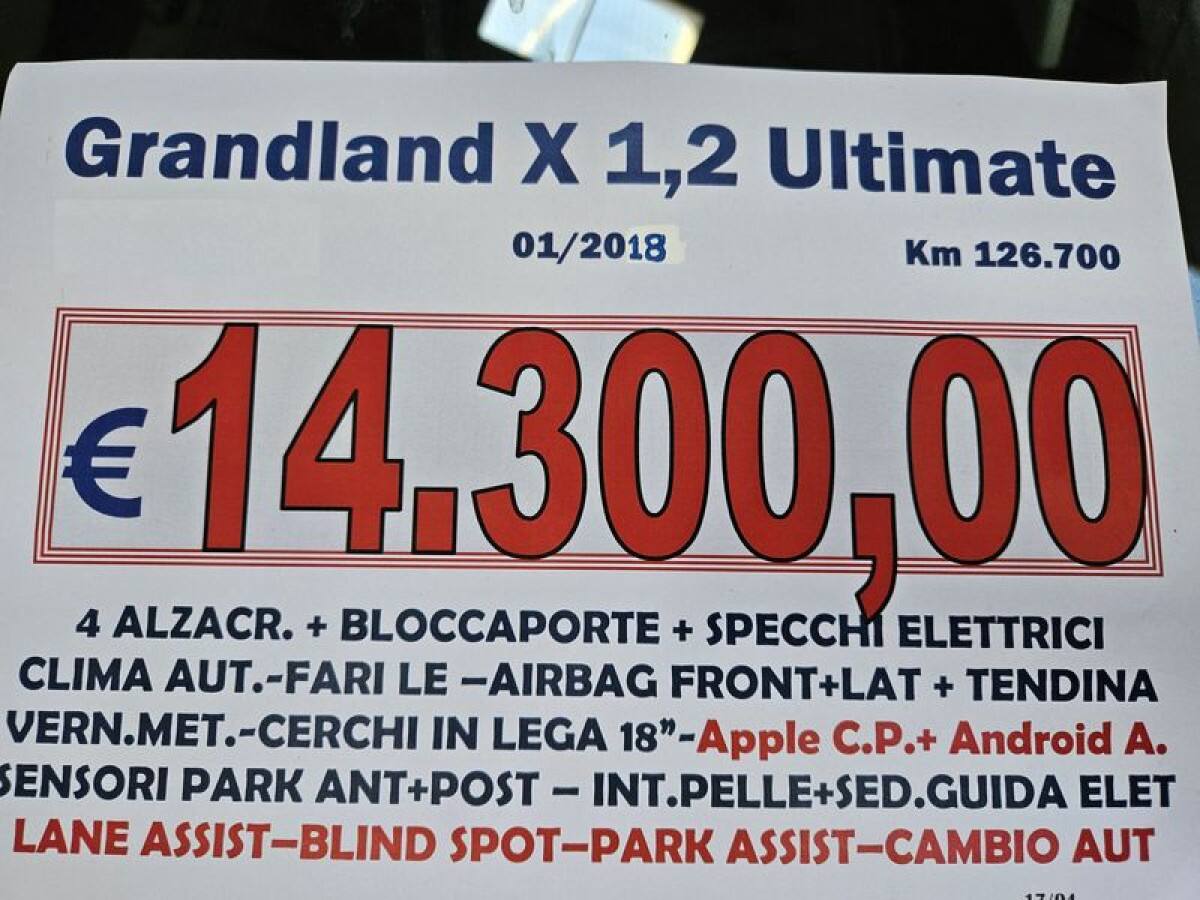 Grandland X 1,2 Ultimate
01/2018 Km 126.700
€ 14.300,00
4 ALZACR. + BLOCCAPORTE + SPECCHI ELETTRICI
CLIMA AUT.-FARI LE –AIRBAG FRONT+LAT + TENDINA
VERN.MET.-CERCHI IN LEGA 18”-Apple C.P.+ Android A.
SENSORI PARK ANT+POST – INT.PELLE+SED.GUIDA ELET
LANE ASSIST–BLIND SPOT–PARK ASSIST–CAMBIO AUT